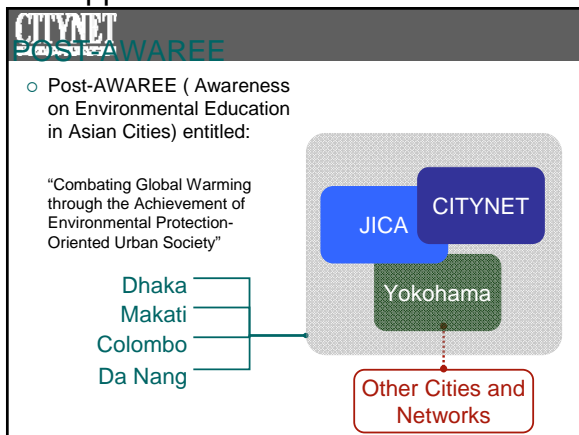 CITYNET
POST-AWAREE
Post-AWAREE ( Awareness
on Environmental Education
in Asian Cities) entitled:
“Combating Global Warming
through the Achievement of
Environmental Protection-
Oriented Urban Society”
JICA
CITYNET
Yokohama
Dhaka
Makati
Colombo
Da Nang
Other Cities and
Networks